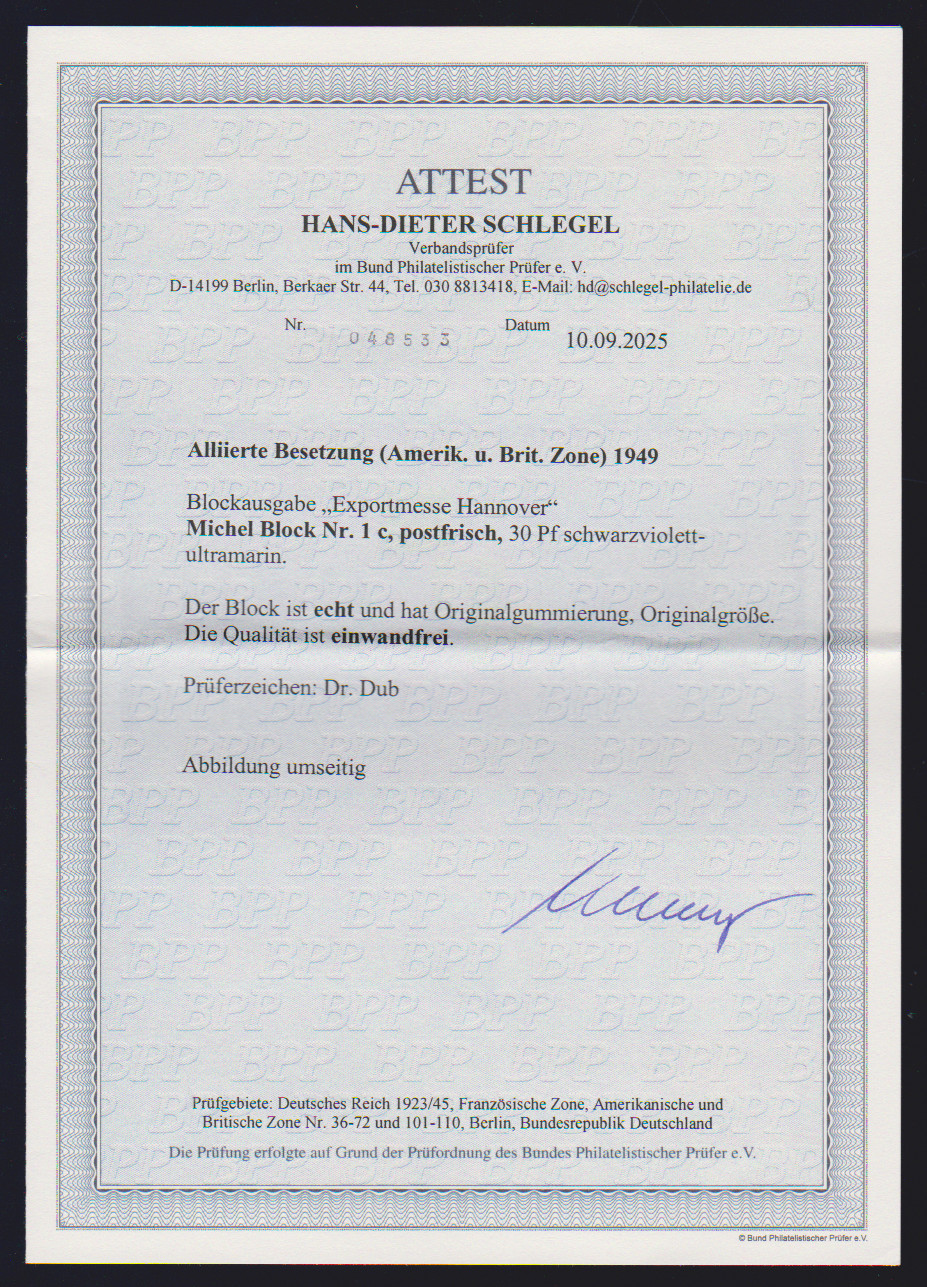 ATTEST
HANS-DIETER SCHLEGEL
Verbandsprüfer
im Bund Philatelistischer Prüfer e. V.
D-14199 Berlin, Berkaer Str. 44, Tel. 030 8813418, E-Mail: hd@schlegel-philatelie.de
Nr. 048533 Datum 10.09.2025
Alliierte Besetzung (Amerik. u. Brit. Zone) 1949
Blockausgabe „Exportmesse Hannover“
Michel Block Nr. 1 c, postfrisch, 30 Pf schwarzviolett-
ultramarin.
Der Block ist echt und hat Originalgummierung, Originalgröße.
Die Qualität ist einwandfrei.
Prüferzeichen: Dr. Dub
Abbildung umseitig
Prüfgebiete: Deutsches Reich 1923/45, Französische Zone, Amerikanische und
Britische Zone Nr. 36-72 und 101-110, Berlin, Bundesrepublik Deutschland
Die Prüfung erfolgte auf Grund der Prüfordnung des Bundes Philatelistischer Prüfer e.V.
© Bund Philatelistischer Prüfer e.V.